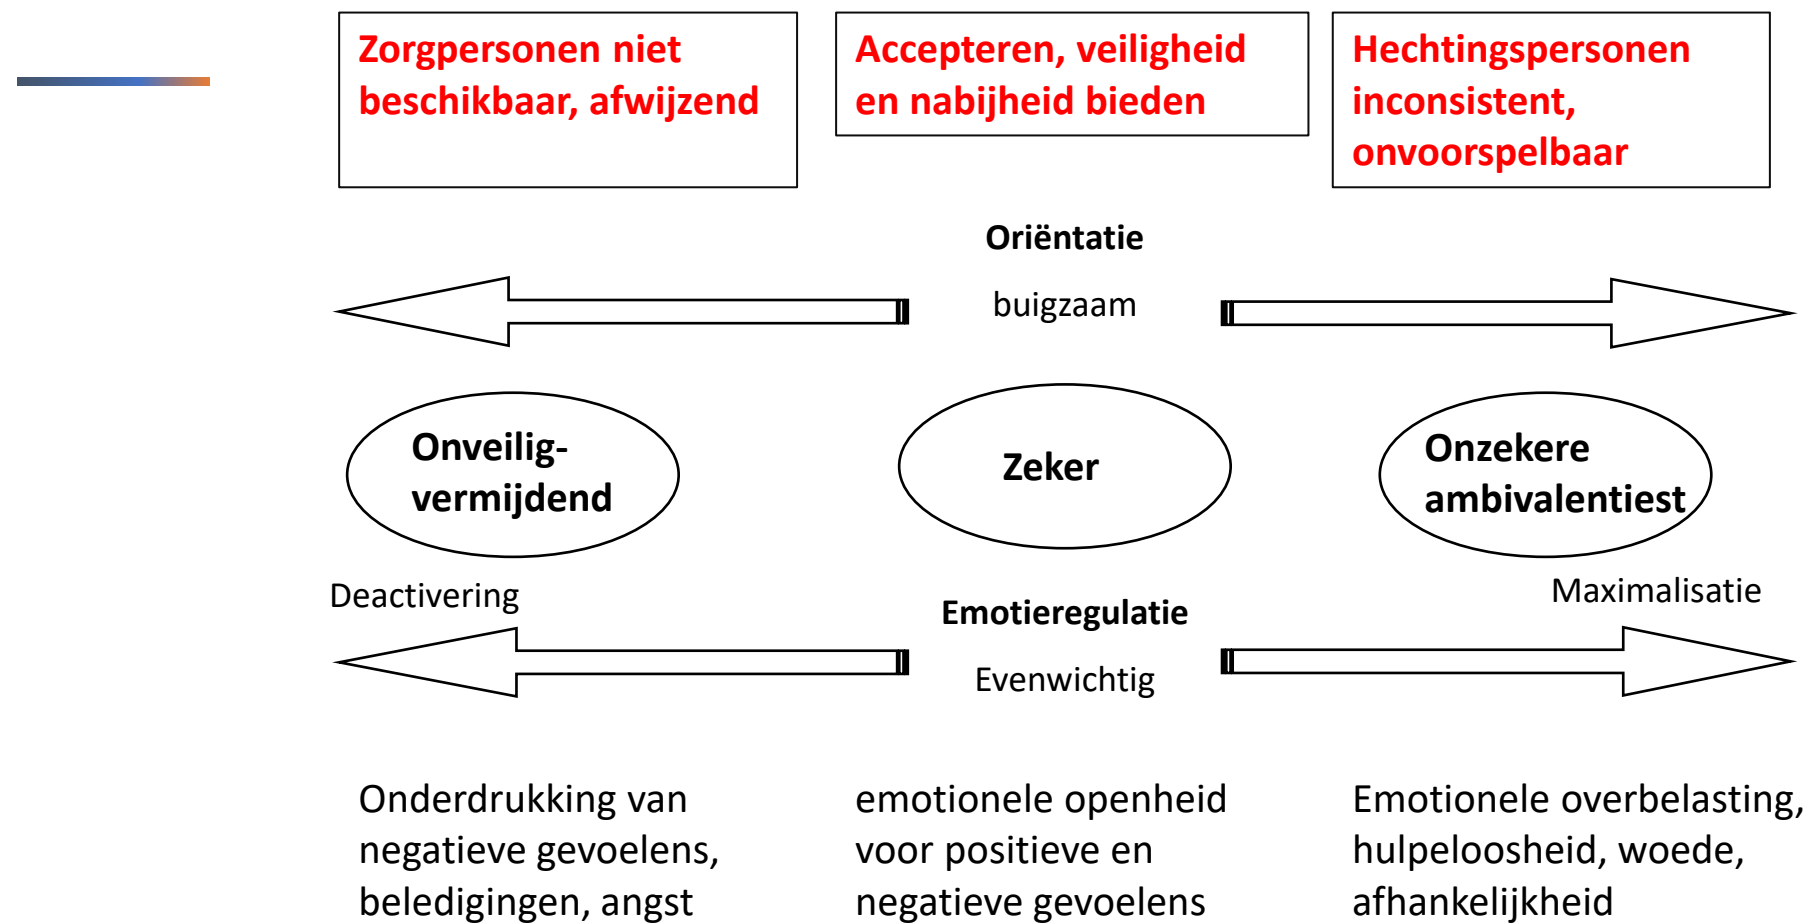 Zorgpersonen niet
beschikbaar, afwijzend
Accepteren, veiligheid
en nabijheid bieden
Hechtingspersonen
inconsistent,
onvoorspelbaar
Oriëntatie
buigzaam
Onveilig-
vermijdend
Zeker
Onzekere
ambivalentiest
Deactivering
Emotieregulatie
Maximalisatie
Evenwichtig
Onderdrukking van
negatieve gevoelens,
beledigingen, angst
emotionele openheid
voor positieve en
negatieve gevoelens
Emotionele overbelasting,
hulpeloosheid, woede,
afhankelijkheid